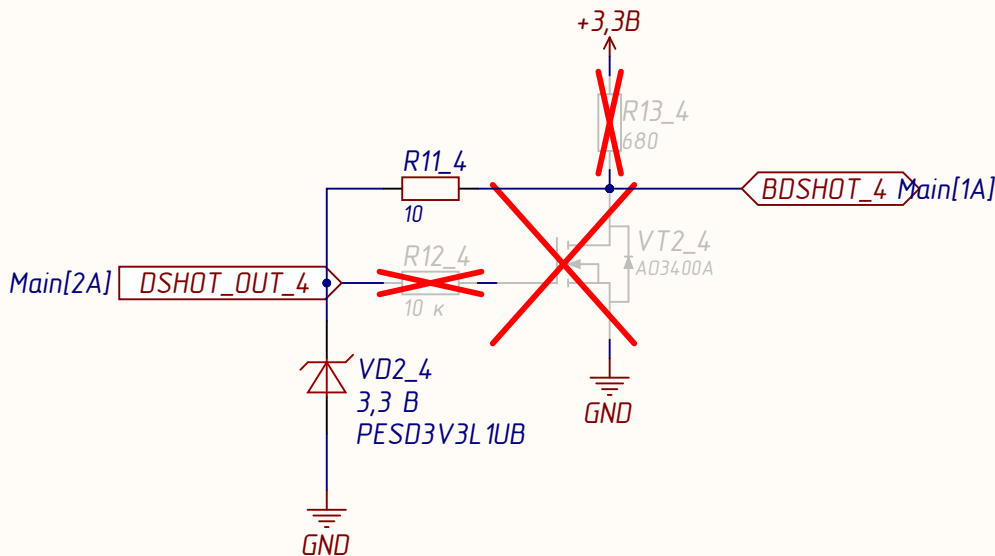 +3,3В
R13_4
680
R11_4
10
BDSHOT_4 Main[1A]
R12_4
10 к
VT2_4
AO3400A
Main[2A] DSHOT_OUT_4
VD2_4
3,3 В
PESD3V3L1UB
GND
GND